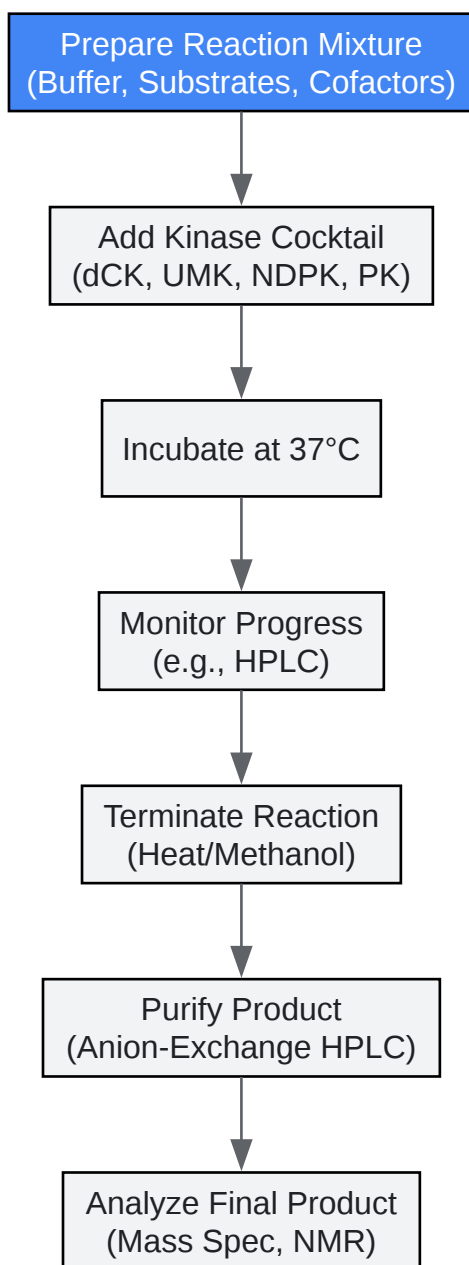 Prepare Reaction Mixture
(Buffer, Substrates, Cofactors)
Add Kinase Cocktail
(dCK, UMK, NDPK, PK)
Incubate at 37°C
Monitor Progress
(e.g., HPLC)
Terminate Reaction
(Heat/Methanol)
Purify Product
(Anion-Exchange HPLC)
Analyze Final Product
(Mass Spec, NMR)